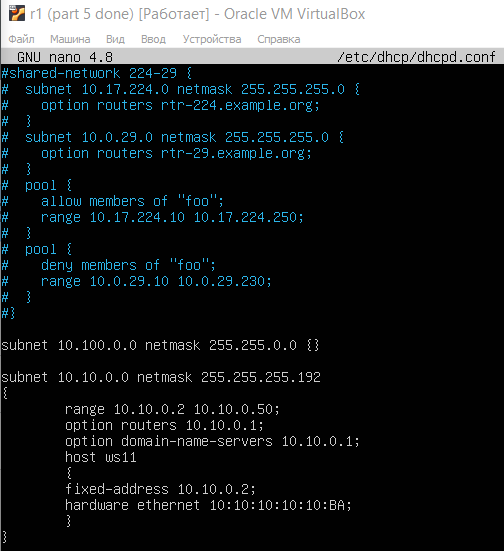 r1 (part 5 done) [Работает] - Oracle VM VirtualBox
Файл Машина Вид Ввод Устройства Справка
GNU nano 4.8 /etc/dhcp/dhcpd.conf
#shared-network 224-29 {
#  subnet 10.17.224.0 netmask 255.255.255.0 {
#    option routers rtr-224.example.org;
#  }
#  subnet 10.0.29.0 netmask 255.255.255.0 {
#    option routers rtr-29.example.org;
#  }
#  pool {
#    allow members of "foo";
#    range 10.17.224.10 10.17.224.250;
#  }
#  pool {
#    deny members of "foo";
#    range 10.0.29.10 10.0.29.230;
#  }
#}
subnet 10.100.0.0 netmask 255.255.0.0 {}
subnet 10.10.0.0 netmask 255.255.255.192
{
        range 10.10.0.2 10.10.0.50;
        option routers 10.10.0.1;
        option domain-name-servers 10.10.0.1;
        host ws11
        {
        fixed-address 10.10.0.2;
        hardware ethernet 10:10:10:10:10:BA;
        }
}